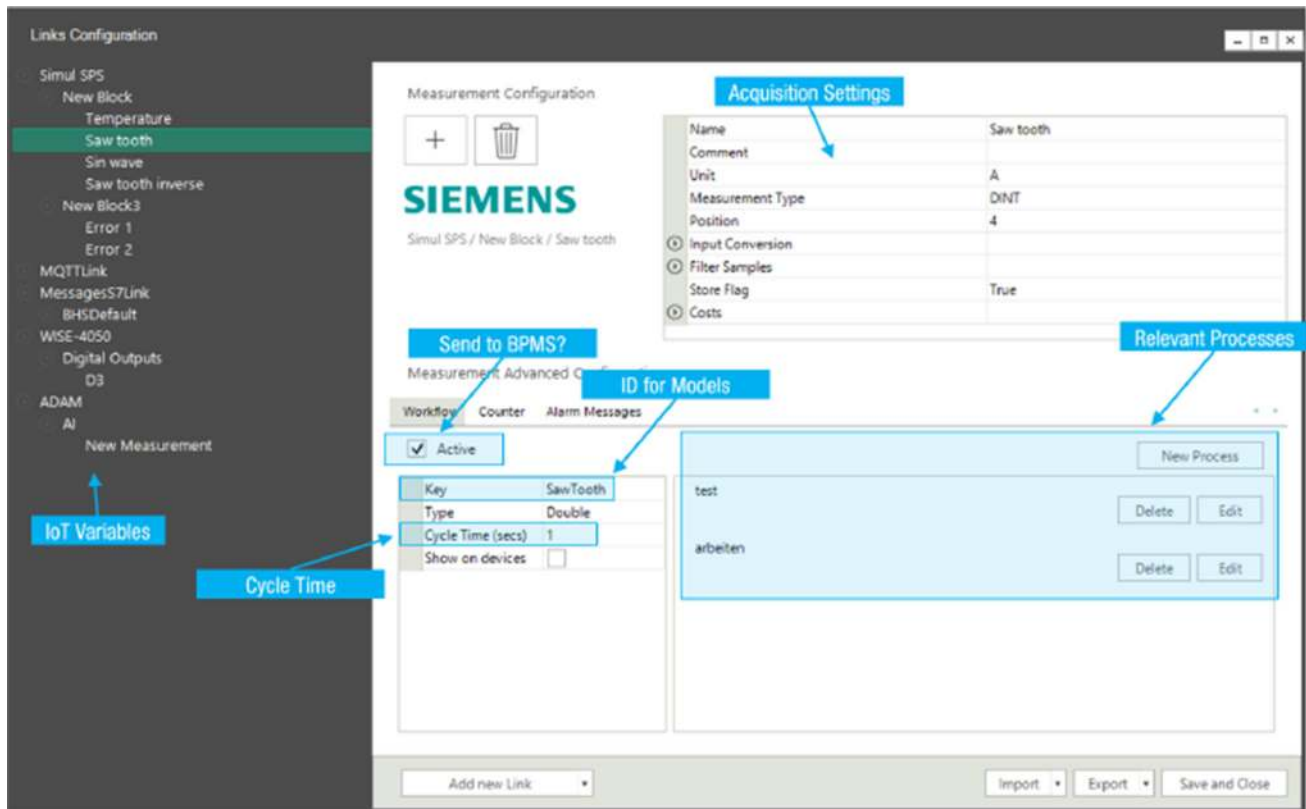 Links Configuration
Simul SPS
New Block
Temperature
Saw tooth
Sin wave
Saw tooth inverse
New Block3
Error 1
Error 2
MQTTLink
MessagesS7Link
BHSDefault
WISE-4050
Digital Outputs
D3
ADAM
AI
New Measurement
IoT Variables
Measurement Configuration
Acquisition Settings
SIEMENS
Simul SPS / New Block / Saw tooth
Name Saw tooth
Comment
Unit A
Measurement Type DINT
Position 4
Input Conversion
Filter Samples
Store Flag True
Costs
Send to BPMS?
Relevant Processes
Measurement Advanced
ID for Models
Workflow Counter Alarm Messages
Active
New Process
Key SawTooth
Type Double
Cycle Time (secs) 1
Show on devices
Cycle Time
test
Delete Edit
arbeiten
Delete Edit
Add new Link
Import Export Save and Close